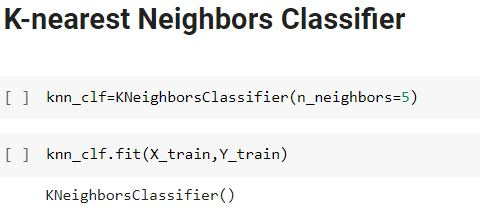 K-nearest Neighbors Classifier
[ ] knn_clf=KNeighborsClassifier(n_neighbors=5)
[ ] knn_clf.fit(X_train,Y_train)
KNeighborsClassifier()